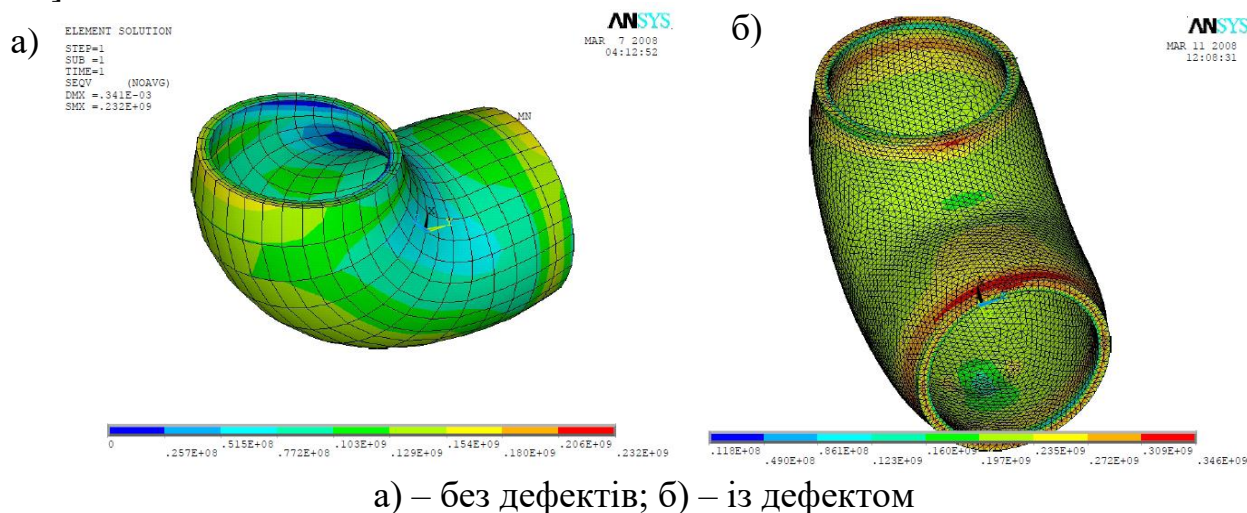 а)
ELEMENT SOLUTION
STEP=1
SUB =1
TIME=1
SEQV (NOAVG)
DMX =.341E-03
SMX =.232E+09
ANSYS
MAR 7 2008
04:12:52
MN
X
0 .515E+08 .103E+09 .154E+09 .206E+09
.257E+08 .772E+08 .129E+09 .180E+09 .232E+09
б)
ANSYS
MAR 11 2008
12:08:31
.118E+08 .861E+08 .160E+09 .235E+09 .309E+09
.490E+08 .123E+09 .197E+09 .272E+09 .346E+09
а) – без дефектів; б) – із дефектом